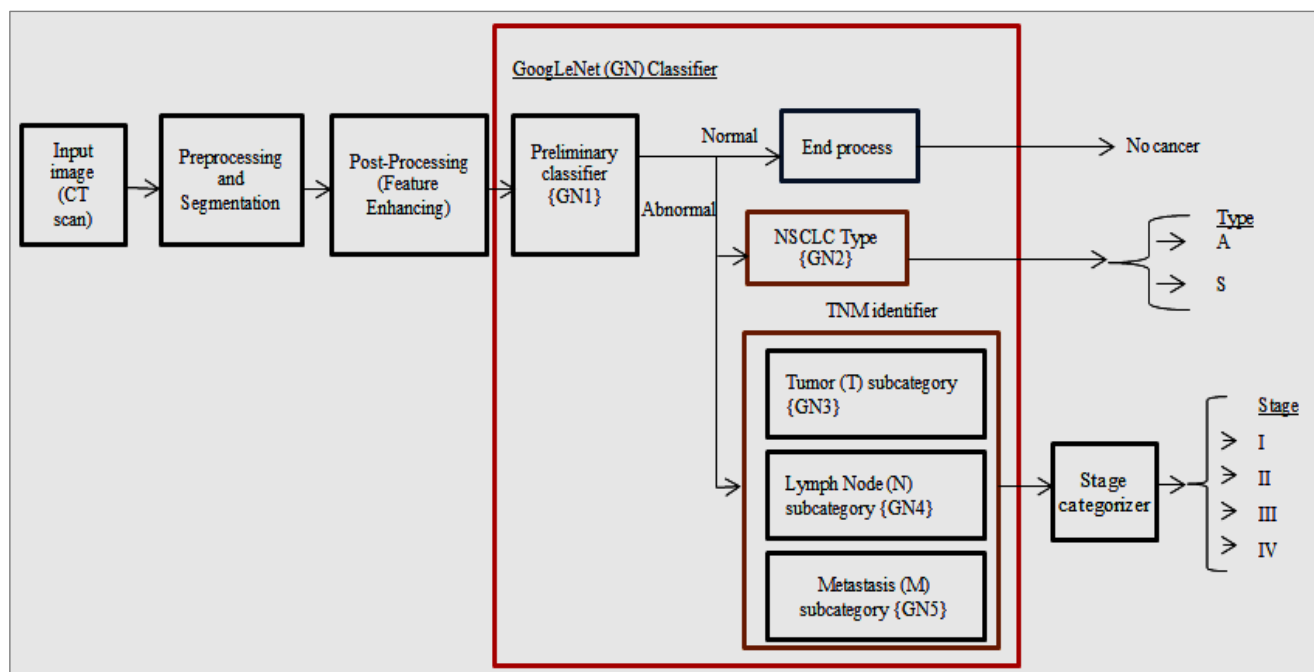 GoogLeNet (GN) Classifier
Input
image
(CT
scan)
Preprocessing
and
Segmentation
Post-Processing
(Feature
Enhancing)
Preliminary
classifier
{GN1}
Normal
Abnormal
End process
No cancer
NSCLC Type
{GN2}
Type
A
S
TNM identifier
Tumor (T) subcategory
{GN3}
Lymph Node (N)
subcategory {GN4}
Metastasis (M)
subcategory {GN5}
Stage
categorizer
Stage
I
II
III
IV